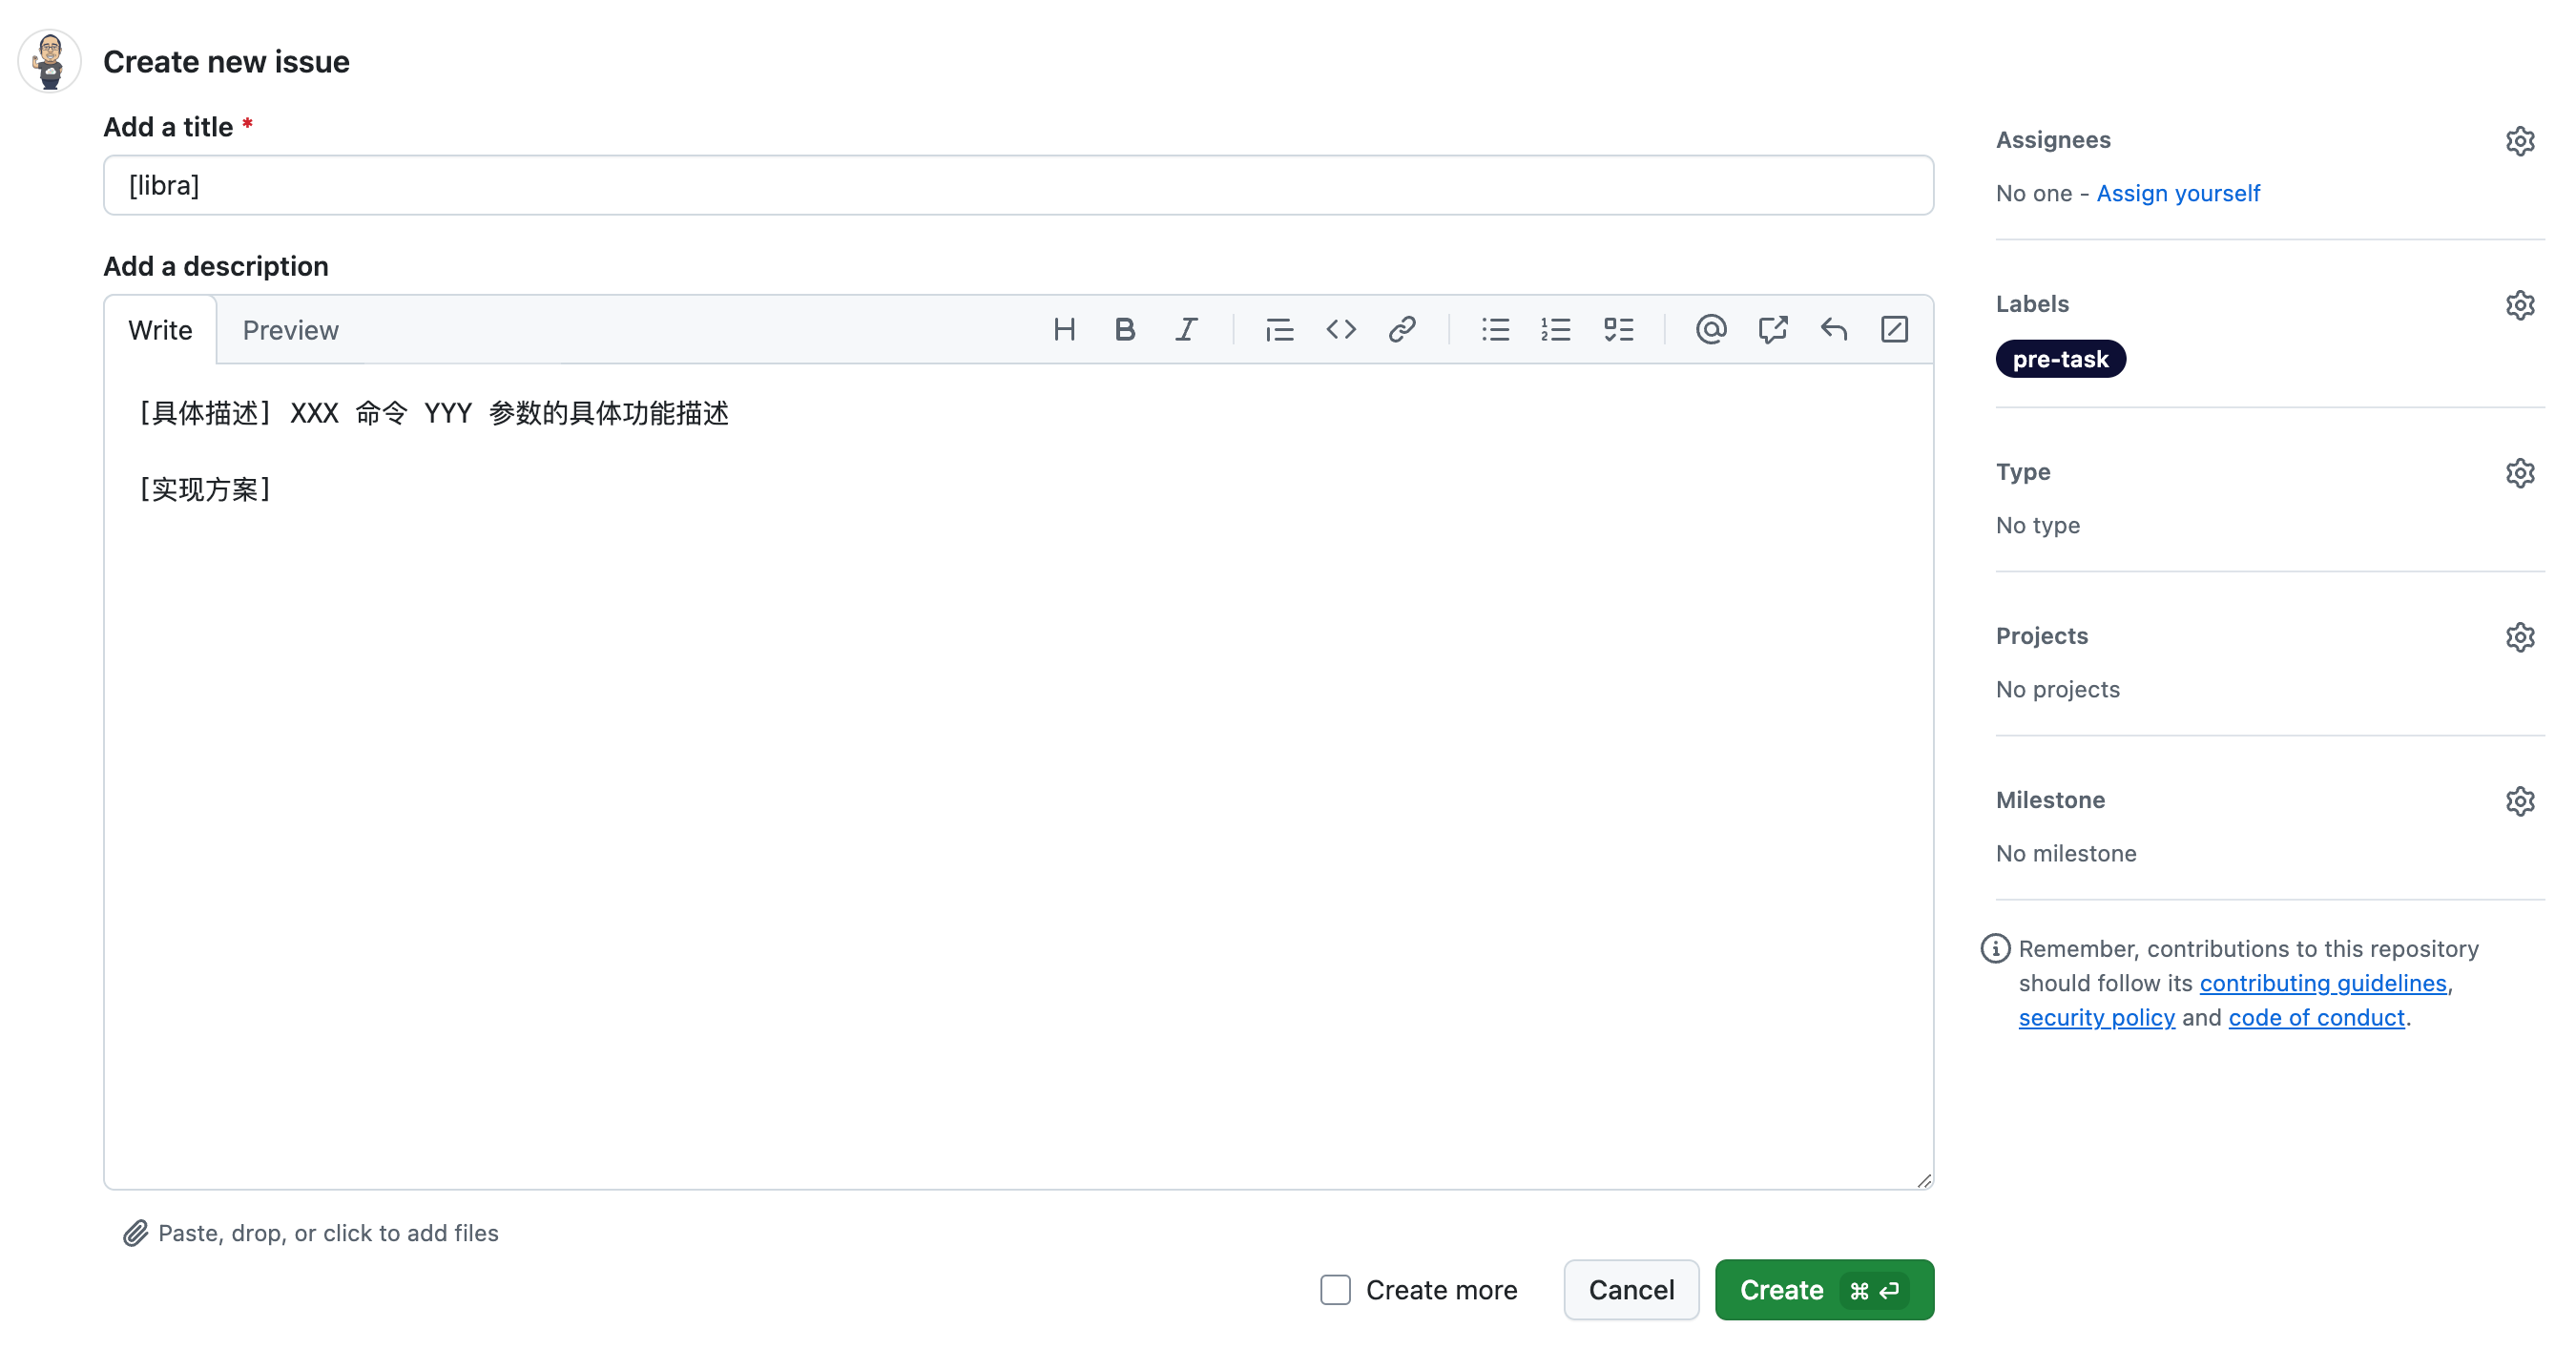 Create new issue
Add a title *
[libra]
Add a description
Write
Preview
[具体描述] XXX 命令 YYY 参数的具体功能描述
[实现方案]
Paste, drop, or click to add files
Create more
Cancel
Create ⌘ ⏎
Assignees
No one - Assign yourself
Labels
pre-task
Type
No type
Projects
No projects
Milestone
No milestone
Remember, contributions to this repository
should follow its contributing guidelines,
security policy and code of conduct.